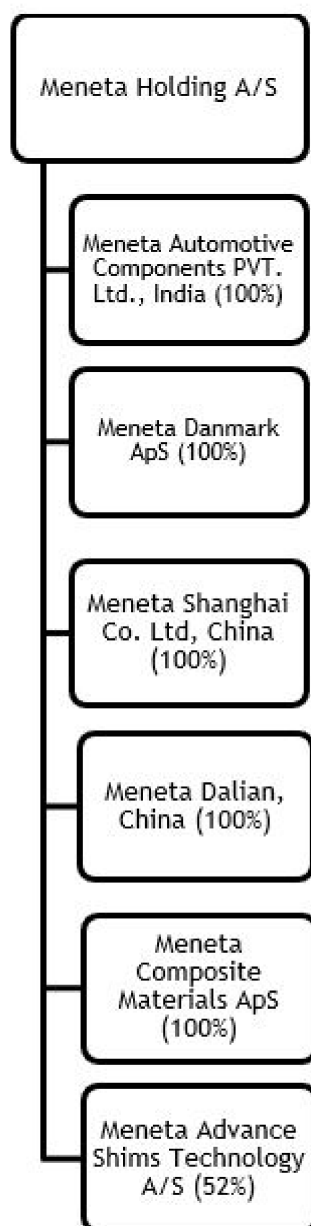 Meneta Holding A/S
Meneta Automotive
Components PVT.
Ltd., India (100%)
Meneta Danmark
ApS (100%)
Meneta Shanghai
Co. Ltd, China
(100%)
Meneta Dalian,
China (100%)
Meneta
Composite
Materials ApS
(100%)
Meneta Advance
Shims Technology
A/S (52%)